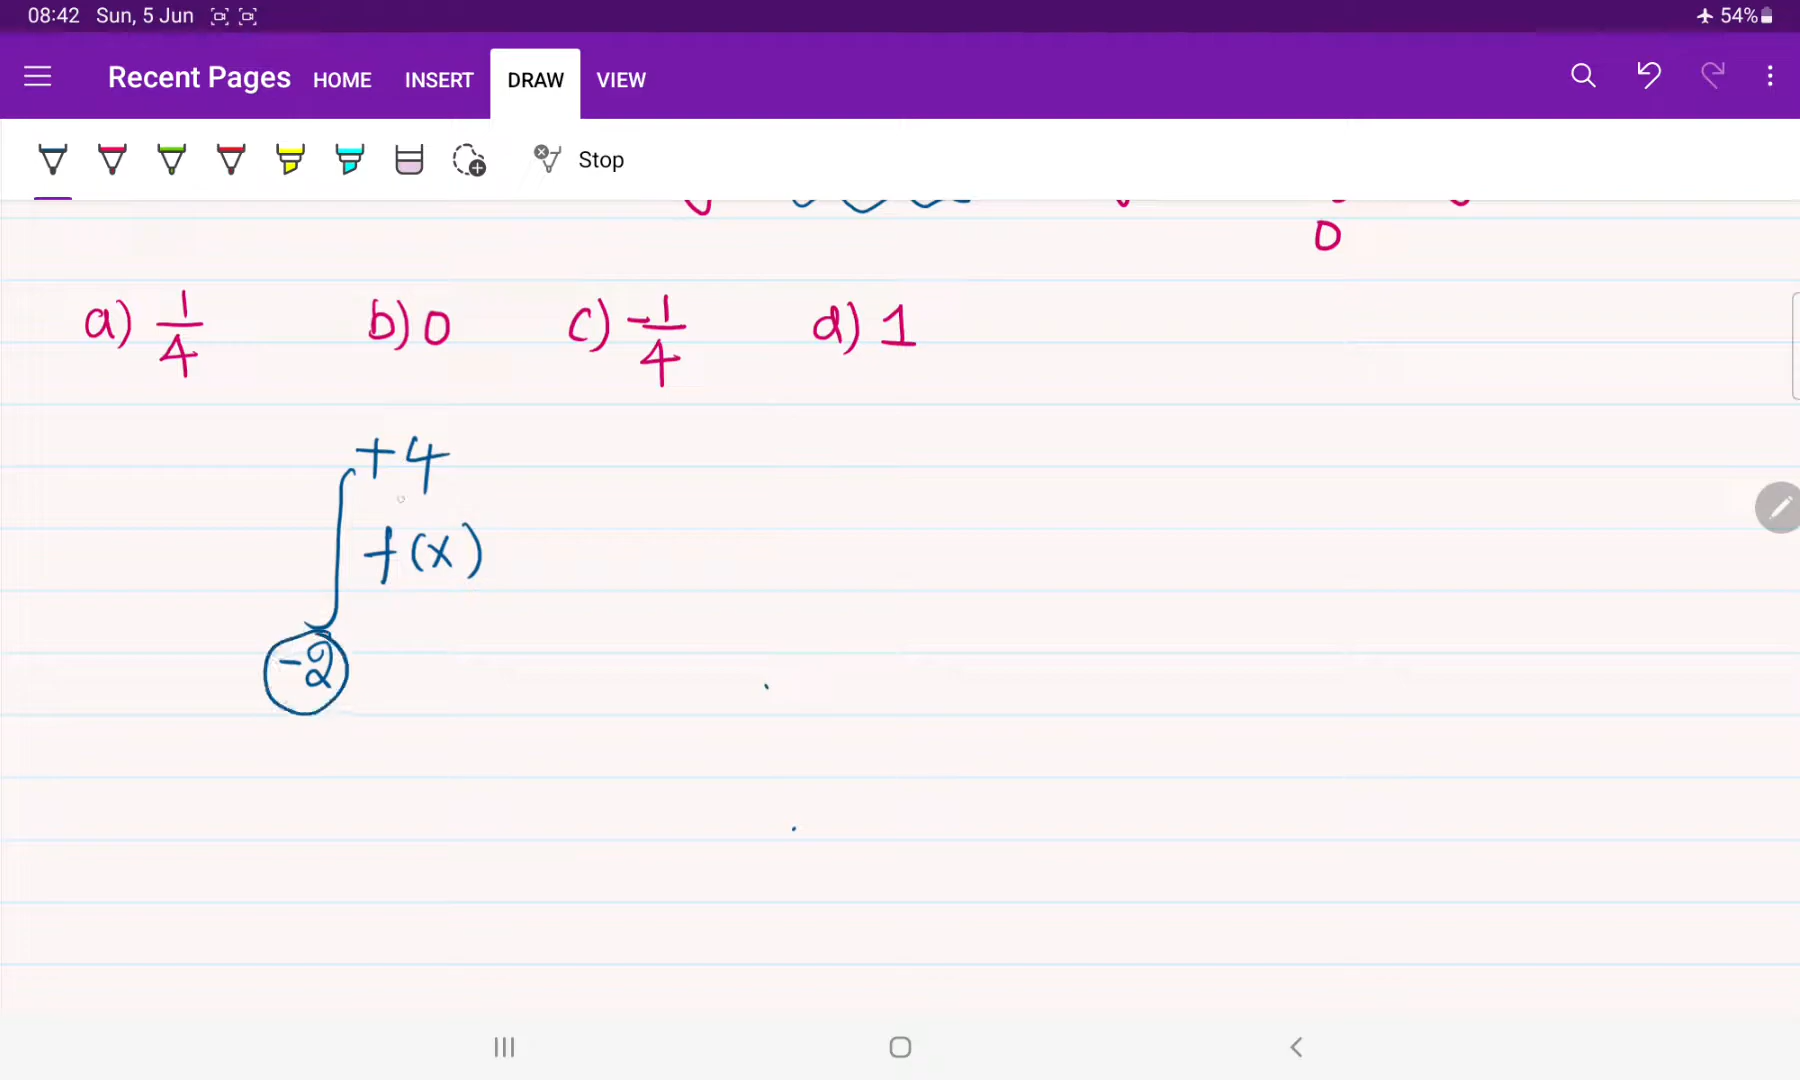 08:42 Sun, 5 Jun 54%
Recent Pages HOME INSERT DRAW VIEW
Stop
0
a) 1/4 b) 0 c) -1/4 d) 1
+4
∫ f(x)
-2